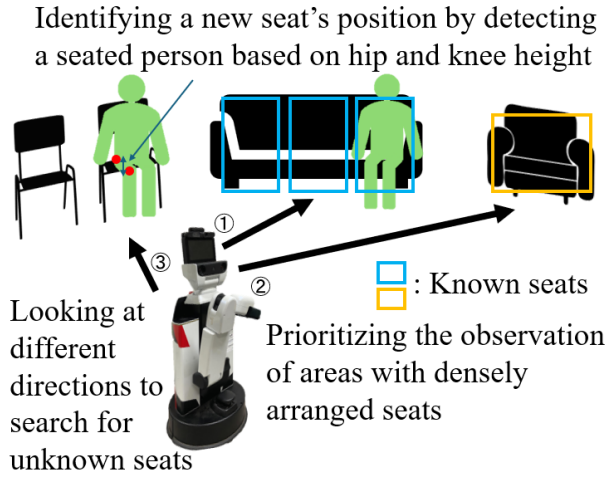 Identifying a new seat's position by detecting
a seated person based on hip and knee height
①
②
③
: Known seats
Looking at
different
directions to
search for
unknown seats
Prioritizing the observation
of areas with densely
arranged seats